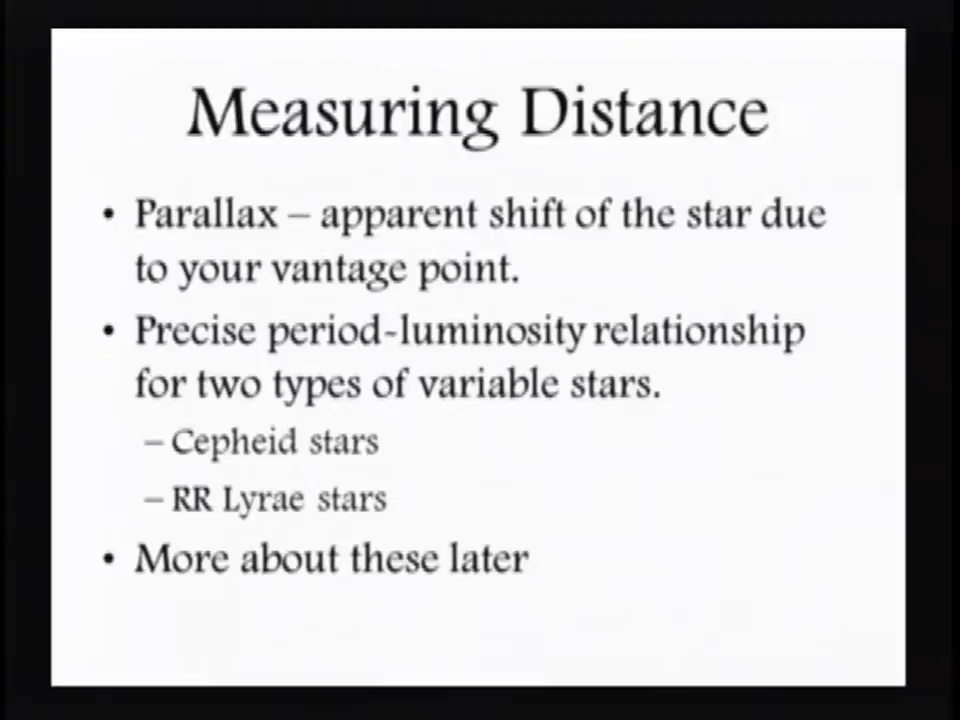 Measuring Distance
• Parallax – apparent shift of the star due
to your vantage point.
• Precise period-luminosity relationship
for two types of variable stars.
– Cepheid stars
– RR Lyrae stars
• More about these later